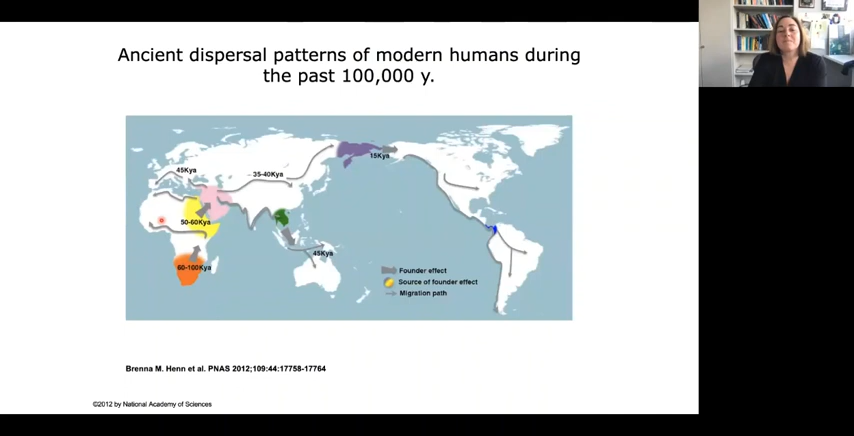 Ancient dispersal patterns of modern humans during
the past 100,000 y.
45Kya
35-40Kya
15Kya
50-60Kya
60-100Kya
45Kya
Founder effect
Source of founder effect
Migration path
Brenna M. Henn et al. PNAS 2012;109:44:17758-17764
©2012 by National Academy of Sciences